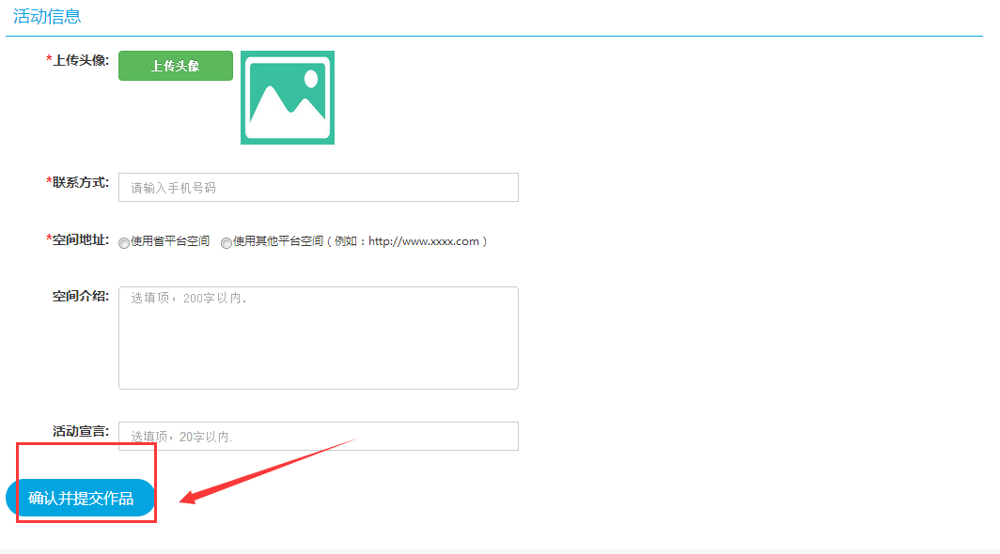 活动信息
*上传头像: 上传头像
*联系方式: 请输入手机号码
*空间地址: 使用省平台空间 使用其他平台空间 ( 例如 : http://www.xxxx.com )
空间介绍: 选填项，200字以内.
活动宣言: 选填项，20字以内.
确认并提交作品